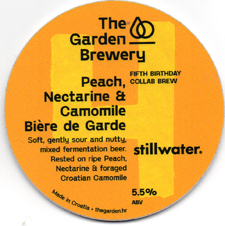 The
Garden
Brewery
FIFTH BIRTHDAY
COLLAB BREW
Peach,
Nectarine &
Camomile
Bière de Garde
Soft, gently sour and nutty,
mixed fermentation beer.
Rested on ripe Peach,
Nectarine & foraged
Croatian Camomile
stillwater.
5.5%
ABV
Made in Croatia • thegarden.hr